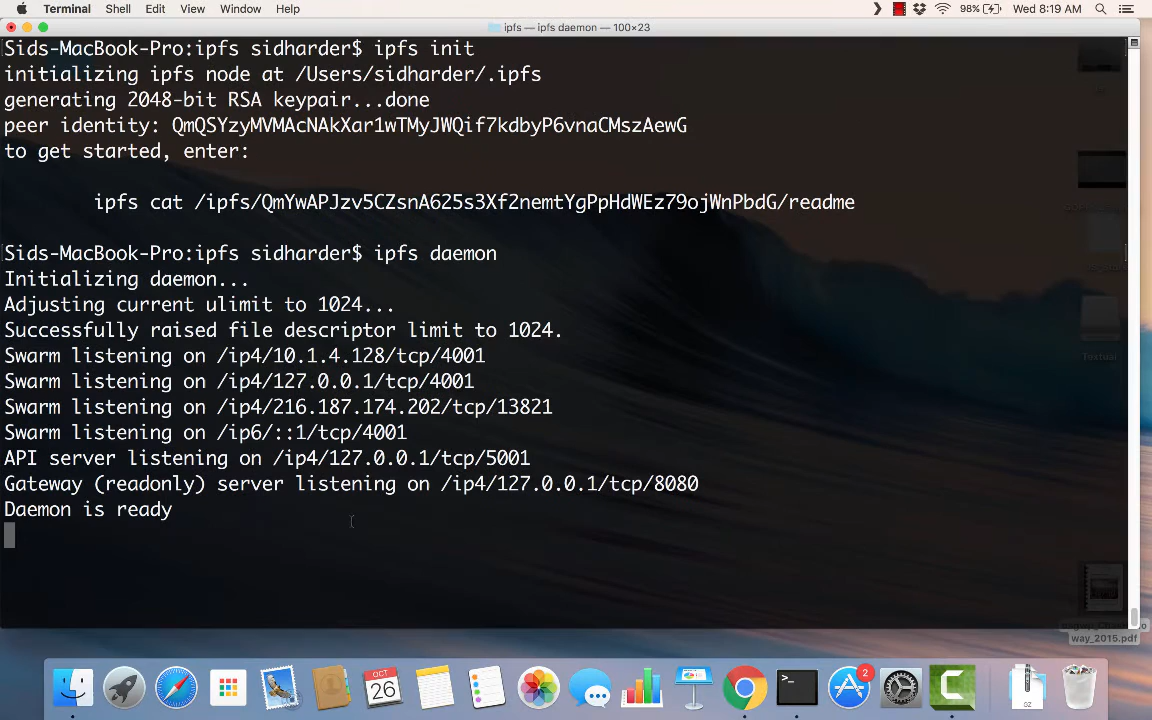 Terminal Shell Edit View Window Help 98% Wed 8:19 AM
ipfs — ipfs daemon — 100×23
Sids-MacBook-Pro:ipfs sidharder$ ipfs init
initializing ipfs node at /Users/sidharder/.ipfs
generating 2048-bit RSA keypair...done
peer identity: QmQSYzyMVMAcNAkXar1wTMyJWQif7kdbyP6vnaCMszAewG
to get started, enter:
ipfs cat /ipfs/QmYwAPJzv5CZsnA625s3Xf2nemtYgPpHdWEz79ojWnPbdG/readme
Sids-MacBook-Pro:ipfs sidharder$ ipfs daemon
Initializing daemon...
Adjusting current ulimit to 1024...
Successfully raised file descriptor limit to 1024.
Swarm listening on /ip4/10.1.4.128/tcp/4001
Swarm listening on /ip4/127.0.0.1/tcp/4001
Swarm listening on /ip4/216.187.174.202/tcp/13821
Swarm listening on /ip6/::1/tcp/4001
API server listening on /ip4/127.0.0.1/tcp/5001
Gateway (readonly) server listening on /ip4/127.0.0.1/tcp/8080
Daemon is ready
Textual
way_2015.pdf
OCT
26
2
>_
GZ